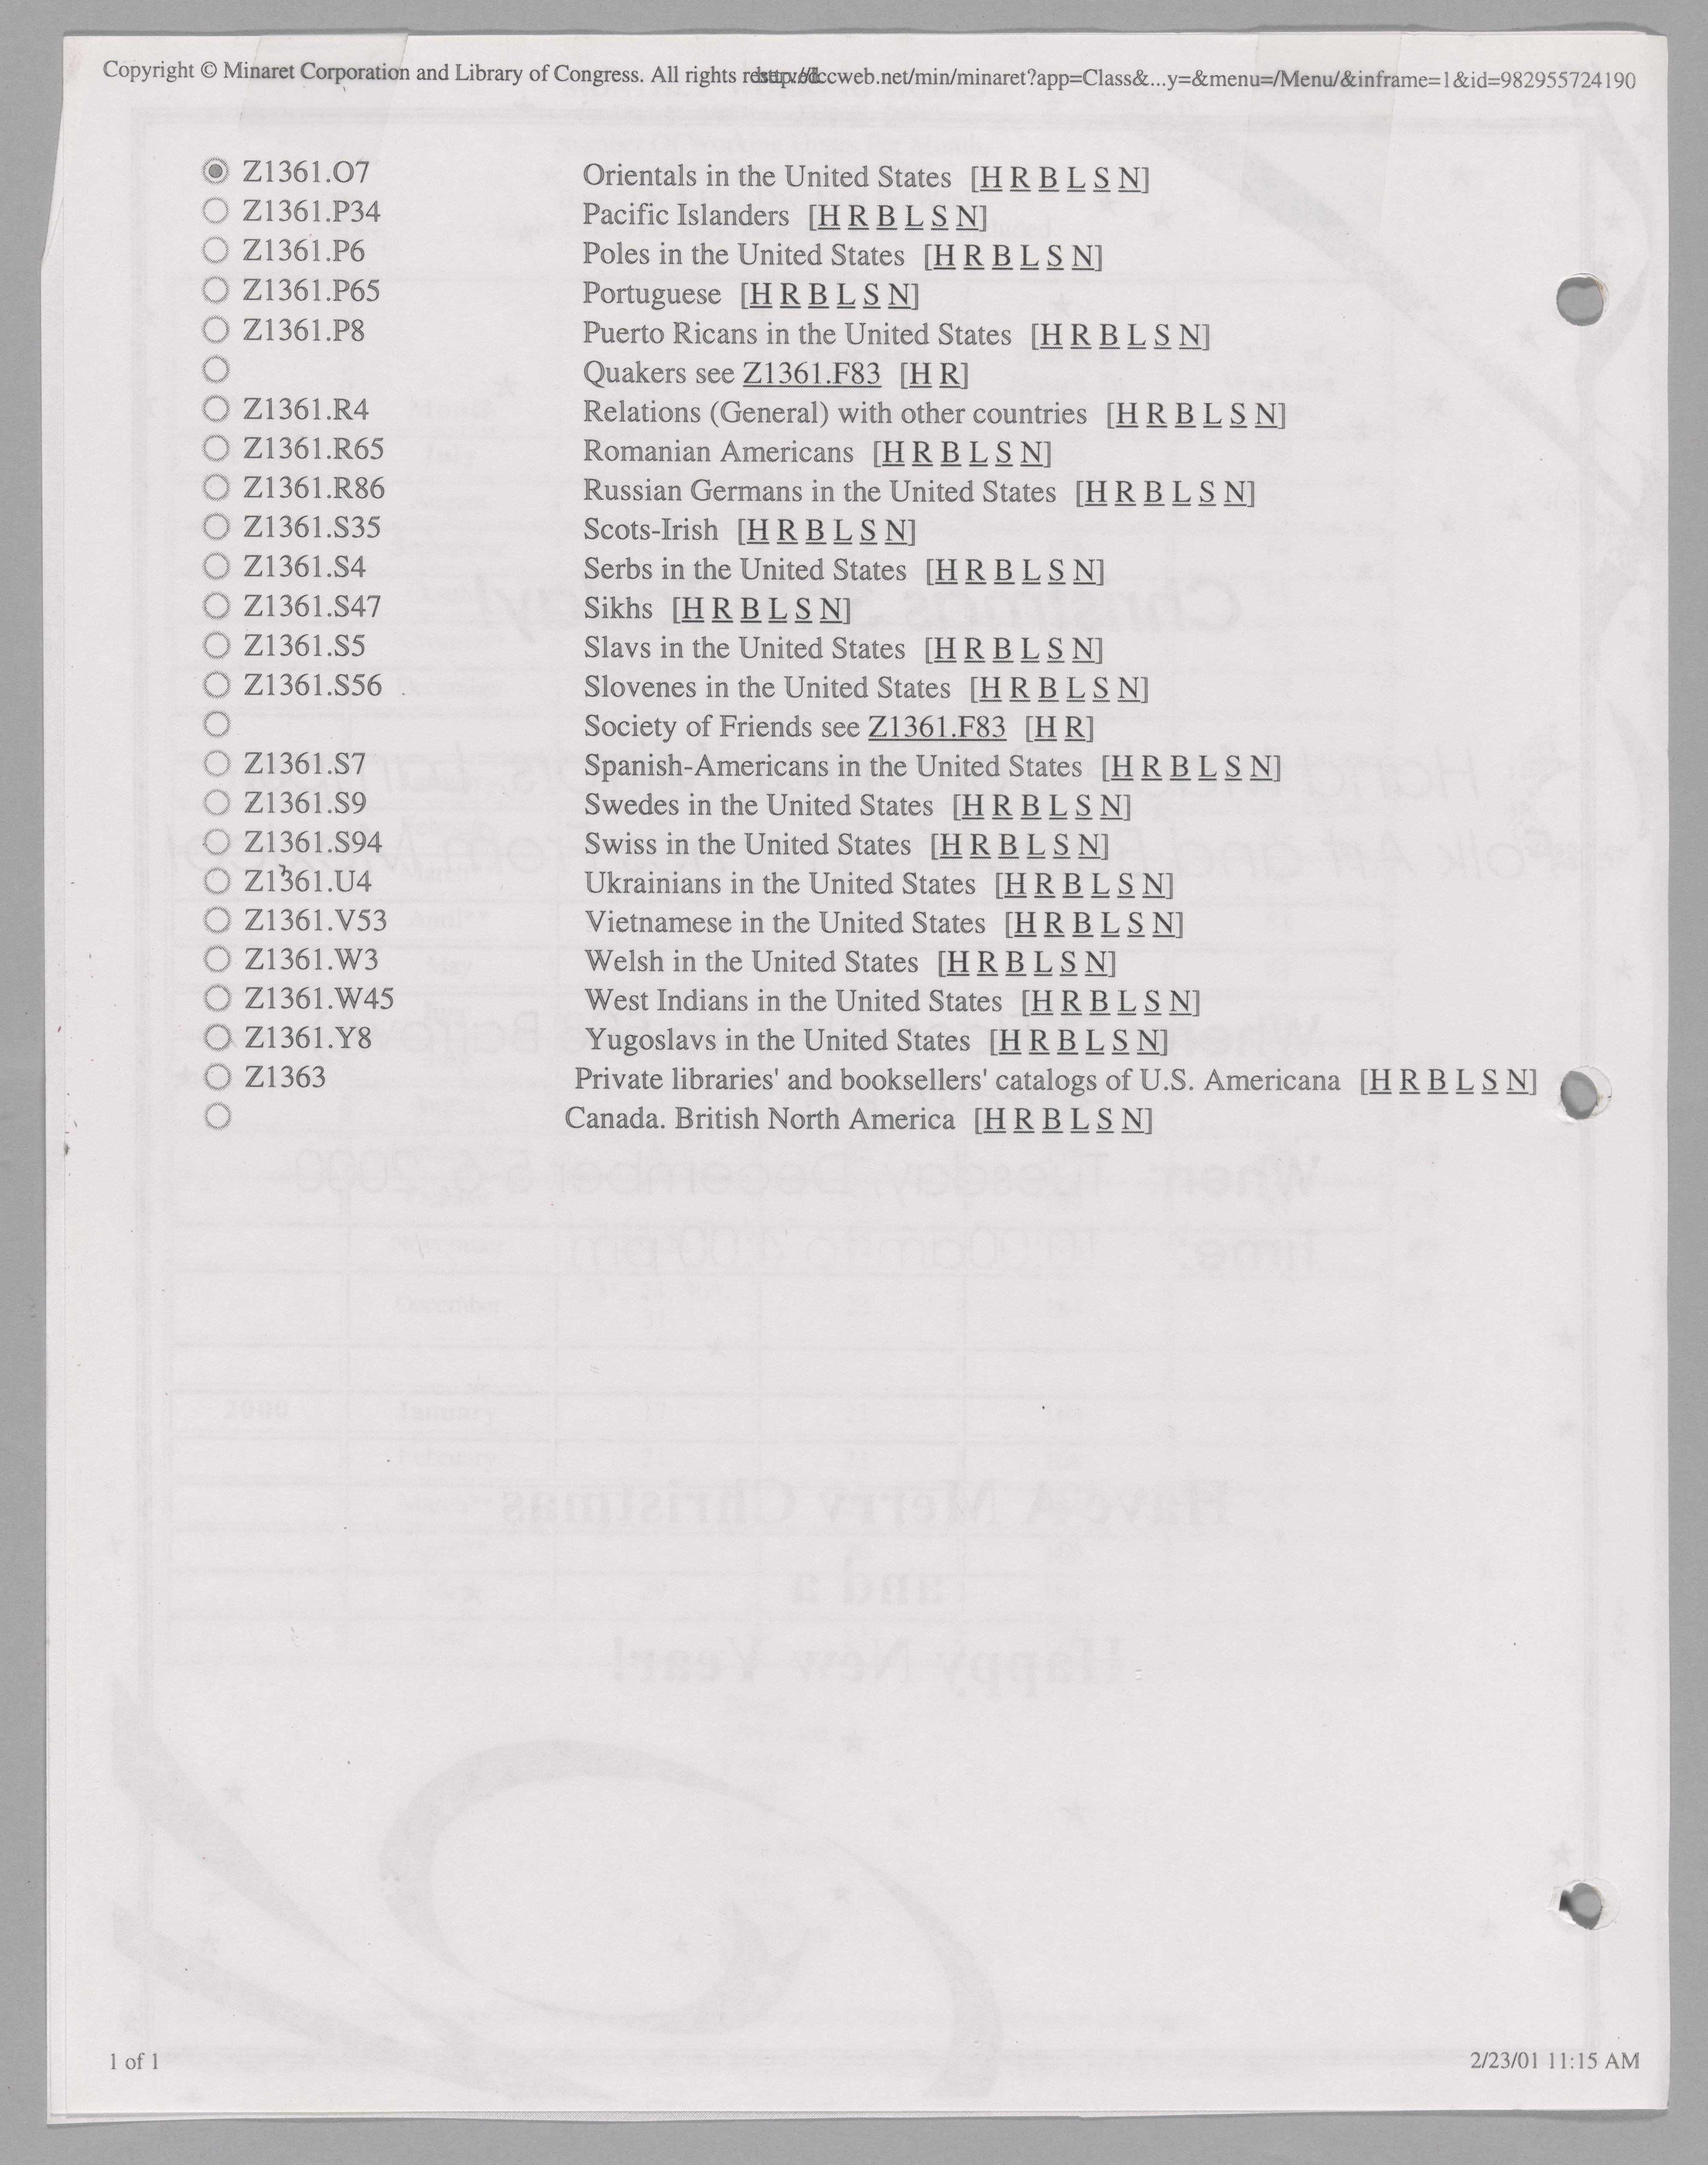 Copyright © Minaret Corporation and Library of Congress. All rights reserved. http://lccweb.net/min/minaret?app=Class&...y=&menu=/Menu/&inframe=1&id=982955724190
Z1361.O7 Orientals in the United States [H R B L S N]
Z1361.P34 Pacific Islanders [H R B L S N]
Z1361.P6 Poles in the United States [H R B L S N]
Z1361.P65 Portuguese [H R B L S N]
Z1361.P8 Puerto Ricans in the United States [H R B L S N]
Quakers see Z1361.F83 [H R]
Z1361.R4 Relations (General) with other countries [H R B L S N]
Z1361.R65 Romanian Americans [H R B L S N]
Z1361.R86 Russian Germans in the United States [H R B L S N]
Z1361.S35 Scots-Irish [H R B L S N]
Z1361.S4 Serbs in the United States [H R B L S N]
Z1361.S47 Sikhs [H R B L S N]
Z1361.S5 Slavs in the United States [H R B L S N]
Z1361.S56 Slovenes in the United States [H R B L S N]
Society of Friends see Z1361.F83 [H R]
Z1361.S7 Spanish-Americans in the United States [H R B L S N]
Z1361.S9 Swedes in the United States [H R B L S N]
Z1361.S94 Swiss in the United States [H R B L S N]
Z1361.U4 Ukrainians in the United States [H R B L S N]
Z1361.V53 Vietnamese in the United States [H R B L S N]
Z1361.W3 Welsh in the United States [H R B L S N]
Z1361.W45 West Indians in the United States [H R B L S N]
Z1361.Y8 Yugoslavs in the United States [H R B L S N]
Z1363 Private libraries' and booksellers' catalogs of U.S. Americana [H R B L S N]
Canada. British North America [H R B L S N]
1 of 1 2/23/01 11:15 AM